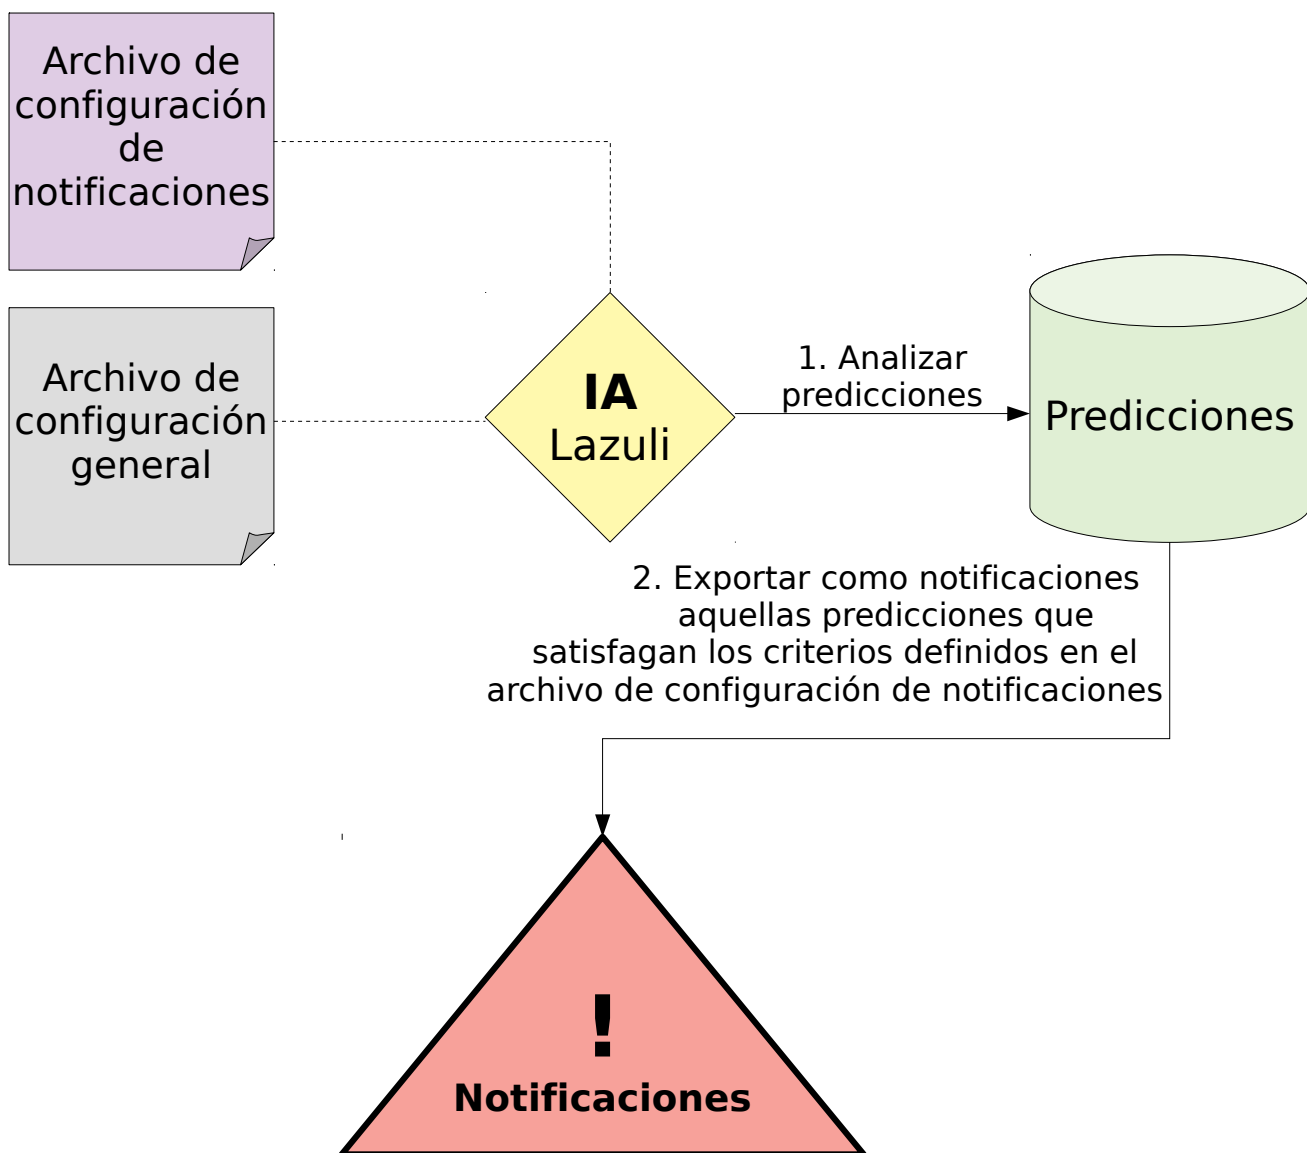 Archivo de
configuración
de
notificaciones
Archivo de
configuración
general
IA
Lazuli
1. Analizar
predicciones
Predicciones
2. Exportar como notificaciones
aquellas predicciones que
satisfagan los criterios definidos en el
archivo de configuración de notificaciones
!
Notificaciones